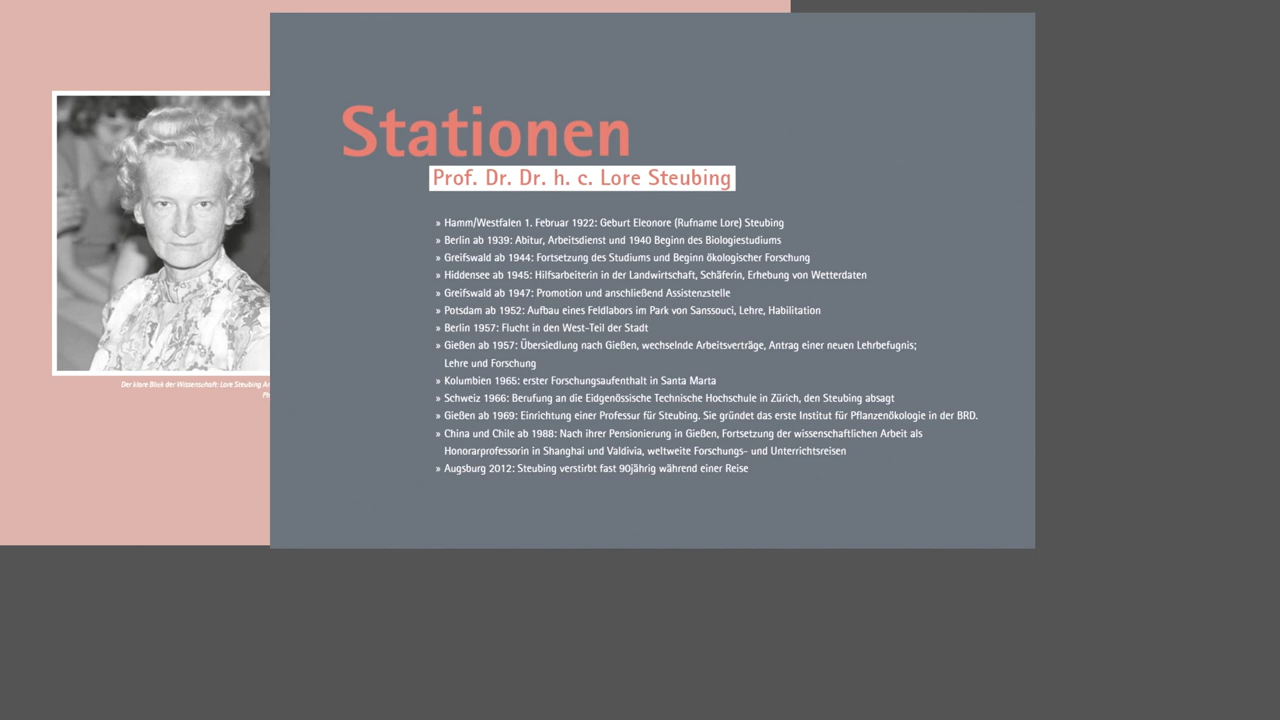 Stationen
Prof. Dr. Dr. h. c. Lore Steubing
» Hamm/Westfalen 1. Februar 1922: Geburt Eleonore (Rufname Lore) Steubing
» Berlin ab 1939: Abitur, Arbeitsdienst und 1940 Beginn des Biologiestudiums
» Greifswald ab 1944: Fortsetzung des Studiums und Beginn ökologischer Forschung
» Hiddensee ab 1945: Hilfsarbeiterin in der Landwirtschaft, Schäferin, Erhebung von Wetterdaten
» Greifswald ab 1947: Promotion und anschließend Assistenzstelle
» Potsdam ab 1952: Aufbau eines Feldlabors im Park von Sanssouci, Lehre, Habilitation
» Berlin 1957: Flucht in den West-Teil der Stadt
» Gießen ab 1957: Übersiedlung nach Gießen, wechselnde Arbeitsverträge, Antrag einer neuen Lehrbefugnis;
Lehre und Forschung
» Kolumbien 1965: erster Forschungsaufenthalt in Santa Marta
» Schweiz 1966: Berufung an die Eidgenössische Technische Hochschule in Zürich, den Steubing absagt
» Gießen ab 1969: Einrichtung einer Professur für Steubing. Sie gründet das erste Institut für Pflanzenökologie in der BRD.
» China und Chile ab 1988: Nach ihrer Pensionierung in Gießen, Fortsetzung der wissenschaftlichen Arbeit als
Honorarprofessorin in Shanghai und Valdivia, weltweite Forschungs- und Unterrichtsreisen
» Augsburg 2012: Steubing verstirbt fast 90jährig während einer Reise
Der klare Blick der Wissenschaft: Lore Steubing